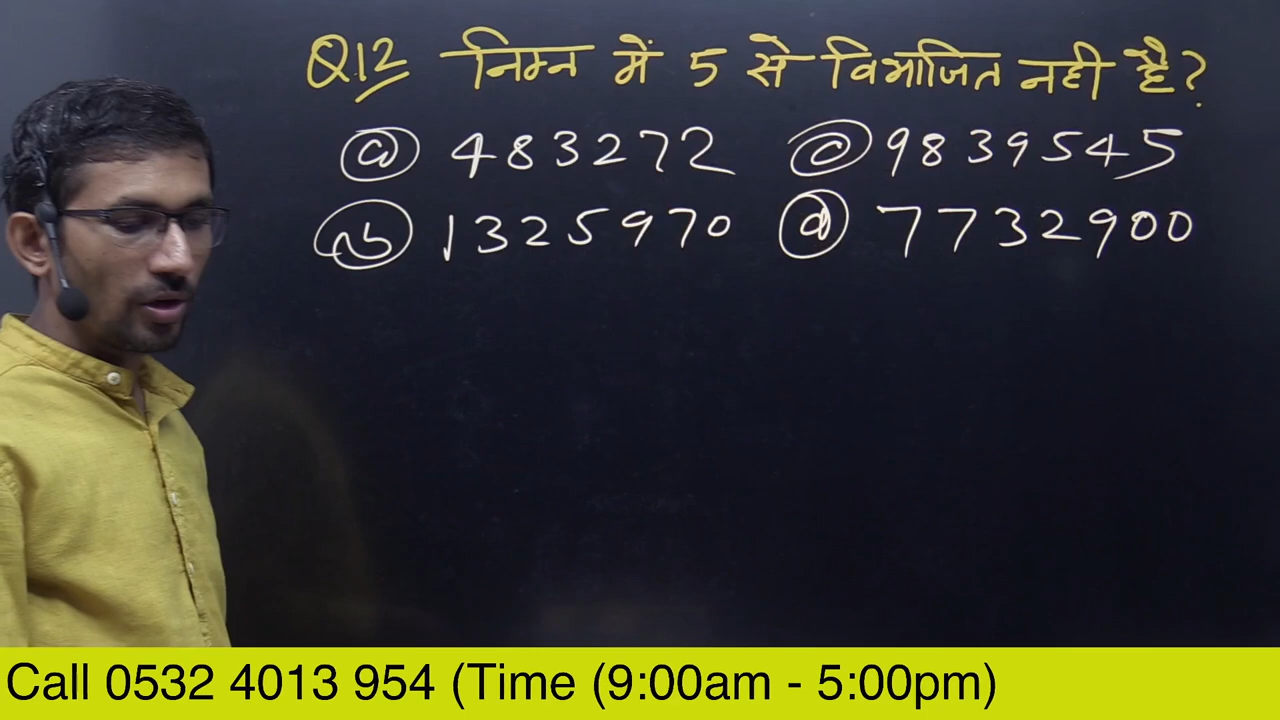 Q.12 निम्न में 5 से विभाजित नही है?
(a) 483272 (c) 9839545
(b) 1325970 (d) 7732900
Call 0532 4013 954 (Time (9:00am - 5:00pm)